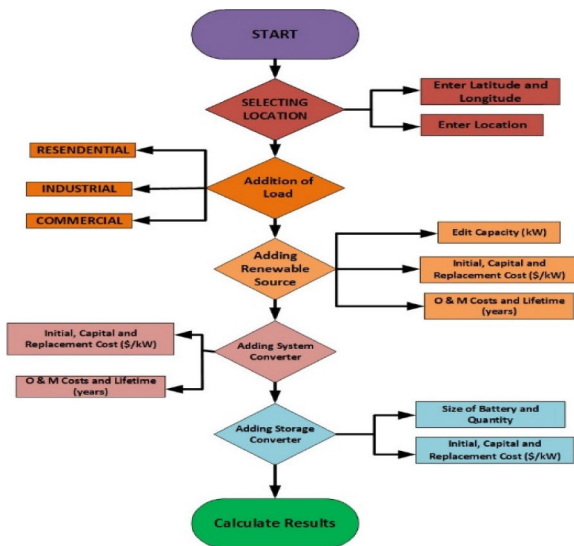 START
SELECTING
LOCATION
Enter Latitude and
Longitude
Enter Location
RESENDENTIAL
INDUSTRIAL
COMMERCIAL
Addition of
Load
Adding
Renewable
Source
Edit Capacity (kW)
Initial, Capital and
Replacement Cost ($/kW)
O & M Costs and Lifetime
(years)
Initial, Capital and
Replacement Cost ($/kW)
O & M Costs and Lifetime
(years)
Adding System
Converter
Adding Storage
Converter
Size of Battery and
Quantity
Initial, Capital and
Replacement Cost ($/kW)
Calculate Results